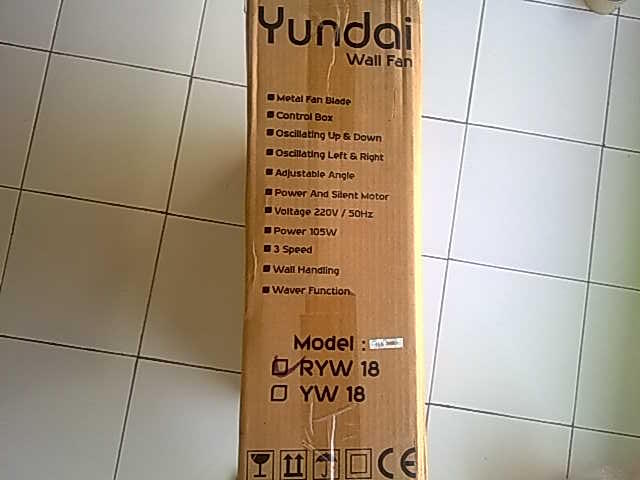 Yundai
Wall Fan
Metal Fan Blade
Control Box
Oscillating Up & Down
Oscillating Left & Right
Adjustable Angle
Power And Silent Motor
Voltage 220V / 50Hz
Power 105W
3 Speed
Wall Handling
Waver Function
Model :
RYW 18
YW 18
CE